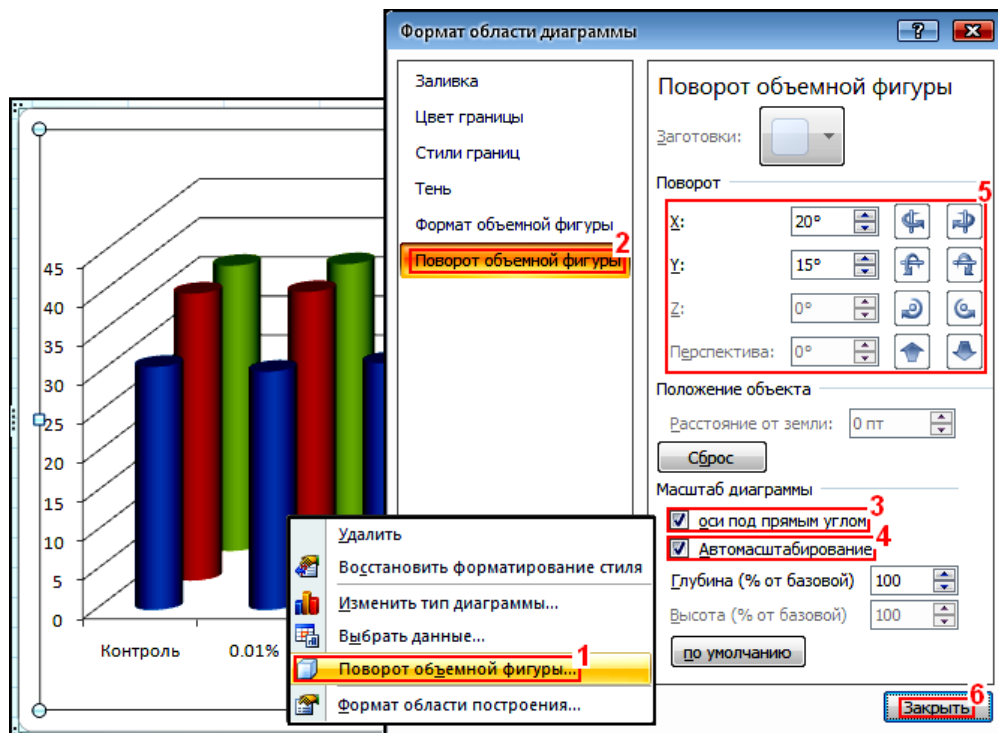 Формат области диаграммы
Заливка
Цвет границы
Стили границ
Тень
Формат объемной фигуры
Поворот объемной фигуры 2
Поворот объемной фигуры
Заготовки:
Поворот
5
X: 20°
Y: 15°
Z: 0°
Перспектива: 0°
Положение объекта
Расстояние от земли: 0 пт
Сброс
Масштаб диаграммы
оси под прямым углом 3
Автомасштабирование 4
Глубина (% от базовой) 100
Высота (% от базовой) 100
по умолчанию
Закрыть 6
45
40
35
30
25
20
15
10
5
0
Контроль 0.01%
Удалить
Восстановить форматирование стиля
Изменить тип диаграммы...
Выбрать данные...
Поворот объемной фигуры... 1
Формат области построения...